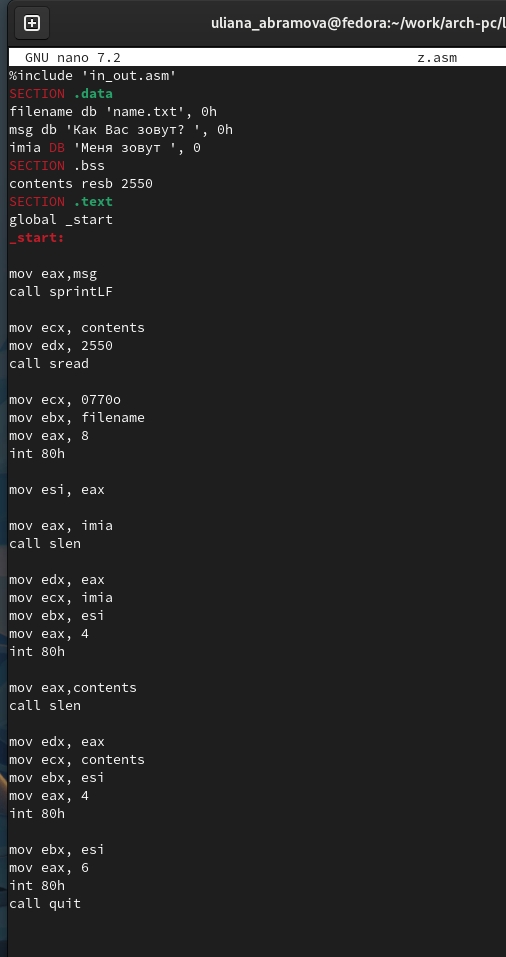 uliana_abramova@fedora:~/work/arch-pc/l
GNU nano 7.2 z.asm
%include 'in_out.asm'
SECTION .data
filename db 'name.txt', 0h
msg db 'Как Вас зовут? ', 0h
imia DB 'Меня зовут ', 0
SECTION .bss
contents resb 2550
SECTION .text
global _start
_start:
mov eax,msg
call sprintLF
mov ecx, contents
mov edx, 2550
call sread
mov ecx, 0770o
mov ebx, filename
mov eax, 8
int 80h
mov esi, eax
mov eax, imia
call slen
mov edx, eax
mov ecx, imia
mov ebx, esi
mov eax, 4
int 80h
mov eax,contents
call slen
mov edx, eax
mov ecx, contents
mov ebx, esi
mov eax, 4
int 80h
mov ebx, esi
mov eax, 6
int 80h
call quit